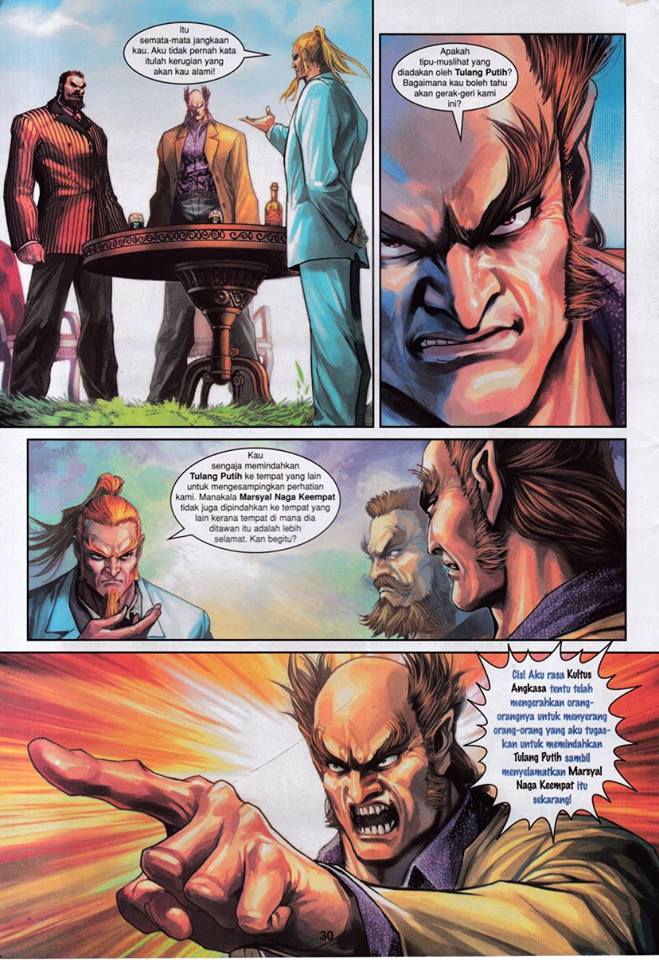 Itu
semata-mata jangkaan
kau. Aku tidak pernah kata
itulah kerugian yang
akan kau alami!
Apakah
tipu-muslihat yang
diadakan oleh Tulang Putih?
Bagaimana kau boleh tahu
akan gerak-geri kami
ini?
Kau
sengaja memindahkan
Tulang Putih ke tempat yang lain
untuk mengesampingkan perhatian
kami. Manakala Marsyal Naga Keempat
tidak juga dipindahkan ke tempat yang
lain kerana tempat di mana dia
ditawan itu adalah lebih
selamat. Kan begitu?
Cis! Aku rasa Kultus
Angkasa tentu telah
mengerahkan orang-
orangnya untuk menyerang
orang-orang yang aku tugas-
kan untuk memindahkan
Tulang Putih sambil
menyelamatkan Marsyal
Naga Keempat itu
sekarang!
30